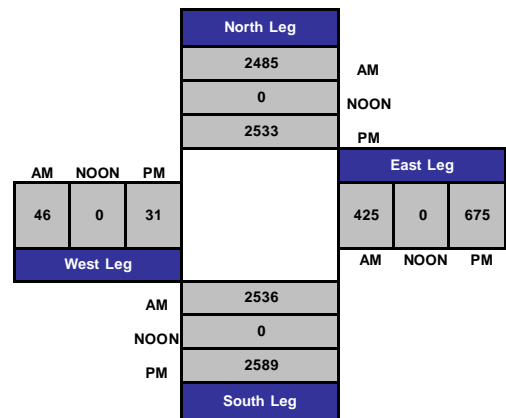 North Leg
2485 AM
0 NOON
2533 PM
AM NOON PM East Leg
46 0 31 425 0 675
West Leg AM NOON PM
AM 2536
NOON 0
PM 2589
South Leg